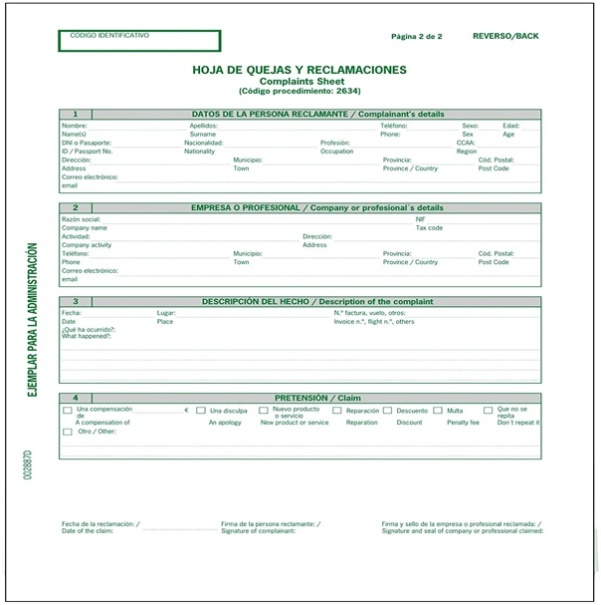 CÓDIGO IDENTIFICATIVO
Página 2 de 2 REVERSO/BACK
HOJA DE QUEJAS Y RECLAMACIONES
Complaints Sheet
(Código procedimiento: 2634)
1 DATOS DE LA PERSONA RECLAMANTE / Complainant's details
Nombre: Apellidos: Teléfono: Sexo: Edad:
Name(s) Surname Phone: Sex Age
DNI o Pasaporte: Nacionalidad: Profesión: CCAA:
ID / Passport No. Nationality Occupation Region
Dirección: Municipio: Provincia: Cód. Postal:
Address Town Province / Country Post Code
Correo electrónico:
email
2 EMPRESA O PROFESIONAL / Company or profesional´s details
Razón social: NIF
Company name Tax code
Actividad: Dirección:
Company activity Address
Teléfono: Municipio: Provincia: Cód. Postal:
Phone Town Province / Country Post Code
Correo electrónico:
email
3 DESCRIPCIÓN DEL HECHO / Description of the complaint
Fecha: Lugar: N.º factura, vuelo, otros:
Date Place Invoice n.º, flight n.º, others
¿Qué ha ocurrido?:
What happened?:
4 PRETENSIÓN / Claim
Una compensación de € Una disculpa Nuevo producto o servicio Reparación Descuento Multa Que no se repita
A compensation of An apology New product or service Reparation Discount Penalty fee Don't repeat it
Otro / Other:
Fecha de la reclamación: / Firma de la persona reclamante: / Firma y sello de la empresa o profesional reclamada: /
Date of the claim: Signature of complainant: Signature and seal of company or professional claimed:
EJEMPLAR PARA LA ADMINISTRACIÓN
002887D